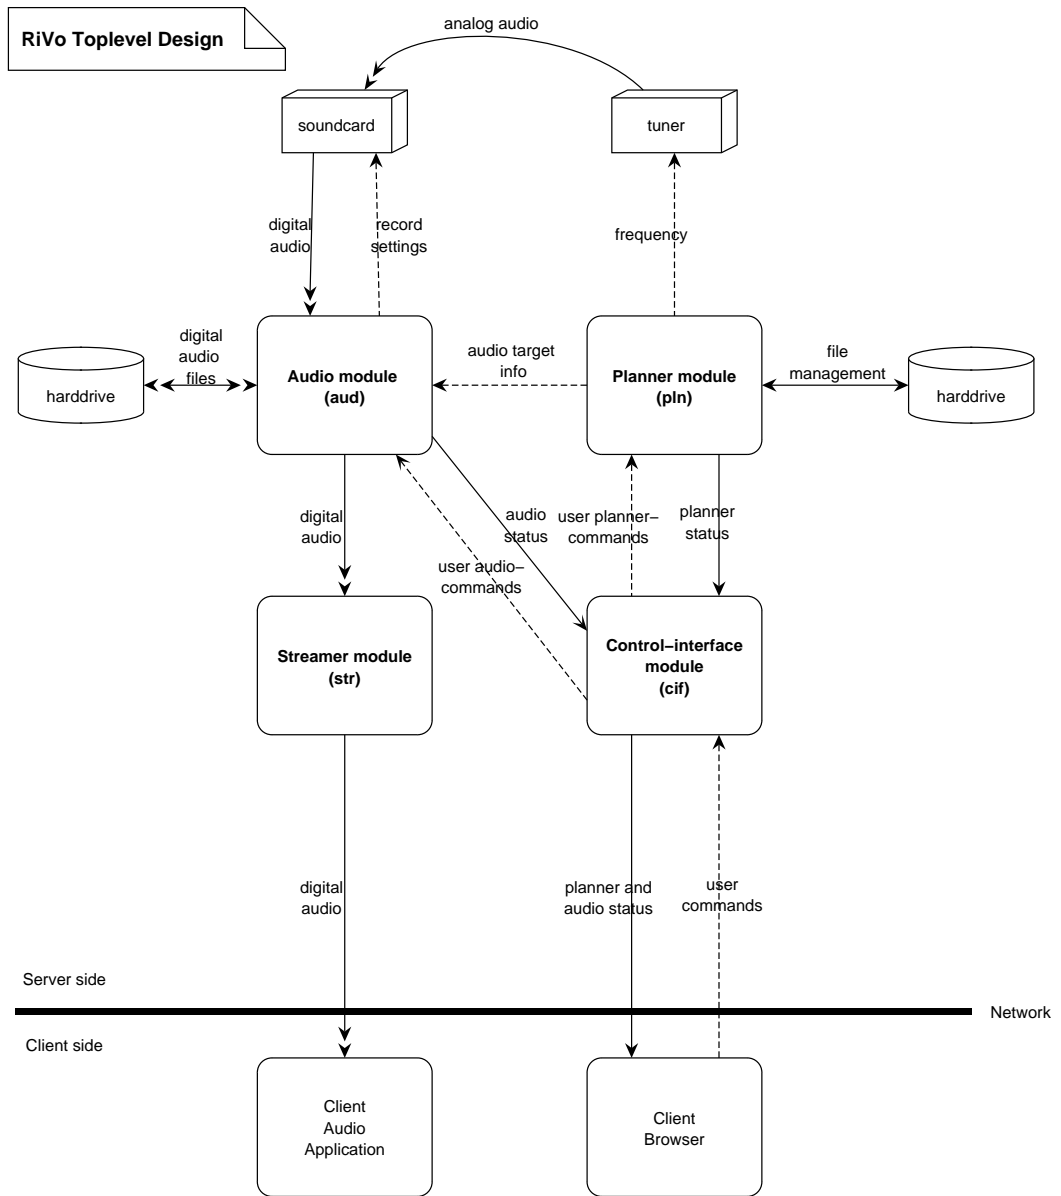 analog audio
RiVo Toplevel Design
soundcard
tuner
digital
audio
record
settings
frequency
digital
audio
files
harddrive
Audio module
(aud)
audio target
info
Planner module
(pln)
file
management
harddrive
digital
audio
audio
status
user planner–
commands
planner
status
user audio–
commands
Streamer module
(str)
Control–interface
module
(cif)
digital
audio
planner and
audio status
user
commands
Server side
Network
Client side
Client
Audio
Application
Client
Browser